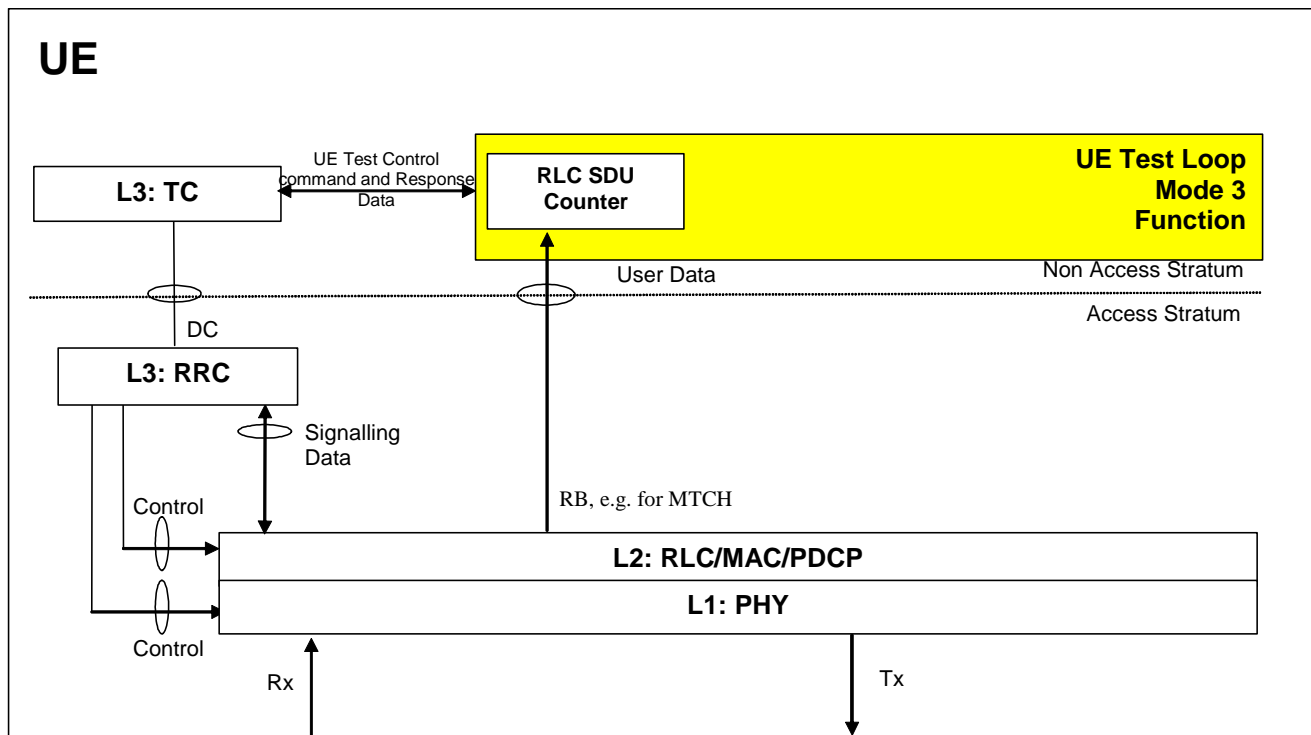 UE
UE Test Control
command and Response
Data
L3: TC
RLC SDU
Counter
UE Test Loop
Mode 3
Function
User Data
Non Access Stratum
Access Stratum
DC
L3: RRC
Signalling
Data
RB, e.g. for MTCH
Control
L2: RLC/MAC/PDCP
L1: PHY
Control
Rx
Tx